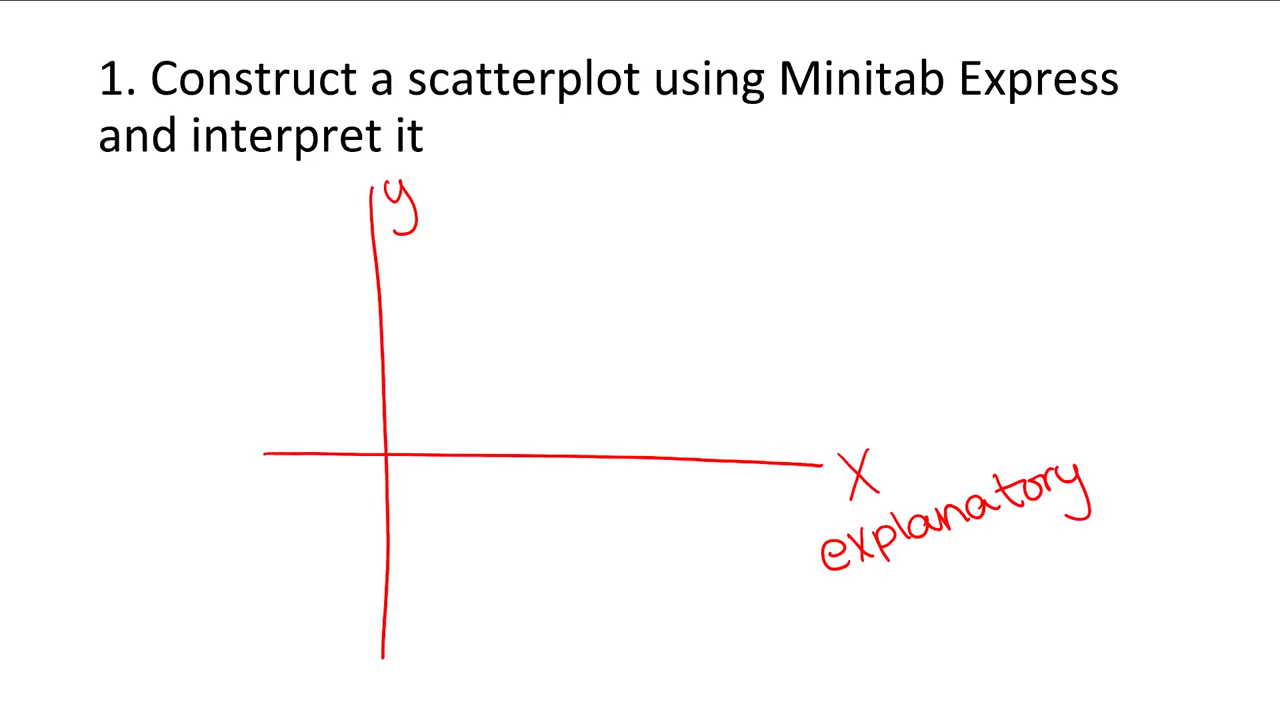 1. Construct a scatterplot using Minitab Express
and interpret it
y
X
explanatory